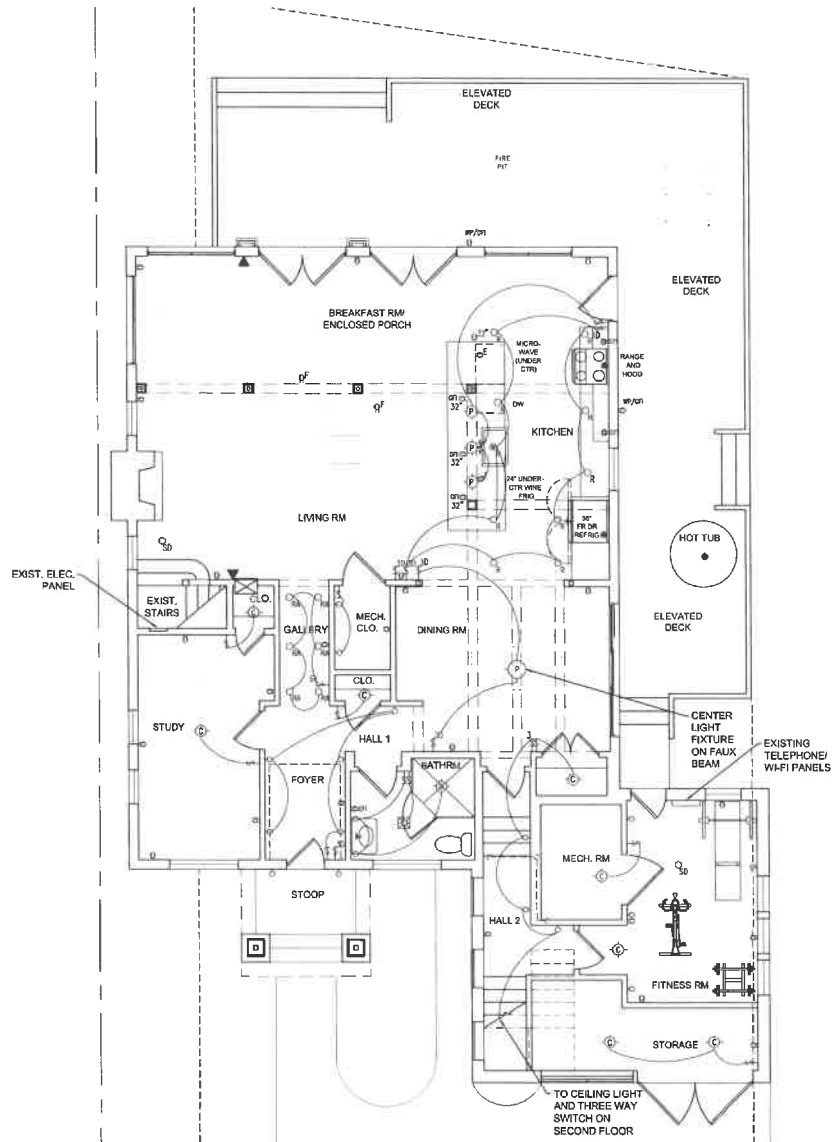 ELEVATED
DECK
FIRE
PIT
WP/GFI
ELEVATED
DECK
BREAKFAST RM/
ENCLOSED PORCH
33"
MICRO-
WAVE
(UNDER
CTR)
RANGE
AND
HOOD
D
E
F
F
GFI
32"
DW
WP/GFI
P
KITCHEN
P
GFI
32"
P
24" UNDER-
CTR WINE
FRIG
R
GFI
32"
36"
FR DR
REFRIG
LIVING RM
SD
HOT TUB
EXIST. ELEC.
PANEL
EXIST.
STAIRS
CLO.
C
GALLERY
MECH.
CLO.
DINING RM
ELEVATED
DECK
CLO.
C
P
CENTER
LIGHT
FIXTURE
ON FAUX
BEAM
STUDY
C
HALL 1
EXISTING
TELEPHONE/
WI-FI PANELS
FOYER
BATHRM.
3
C
MECH. RM
C
SD
STOOP
HALL 2
C
FITNESS RM
C
STORAGE
C
TO CEILING LIGHT
AND THREE WAY
SWITCH ON
SECOND FLOOR